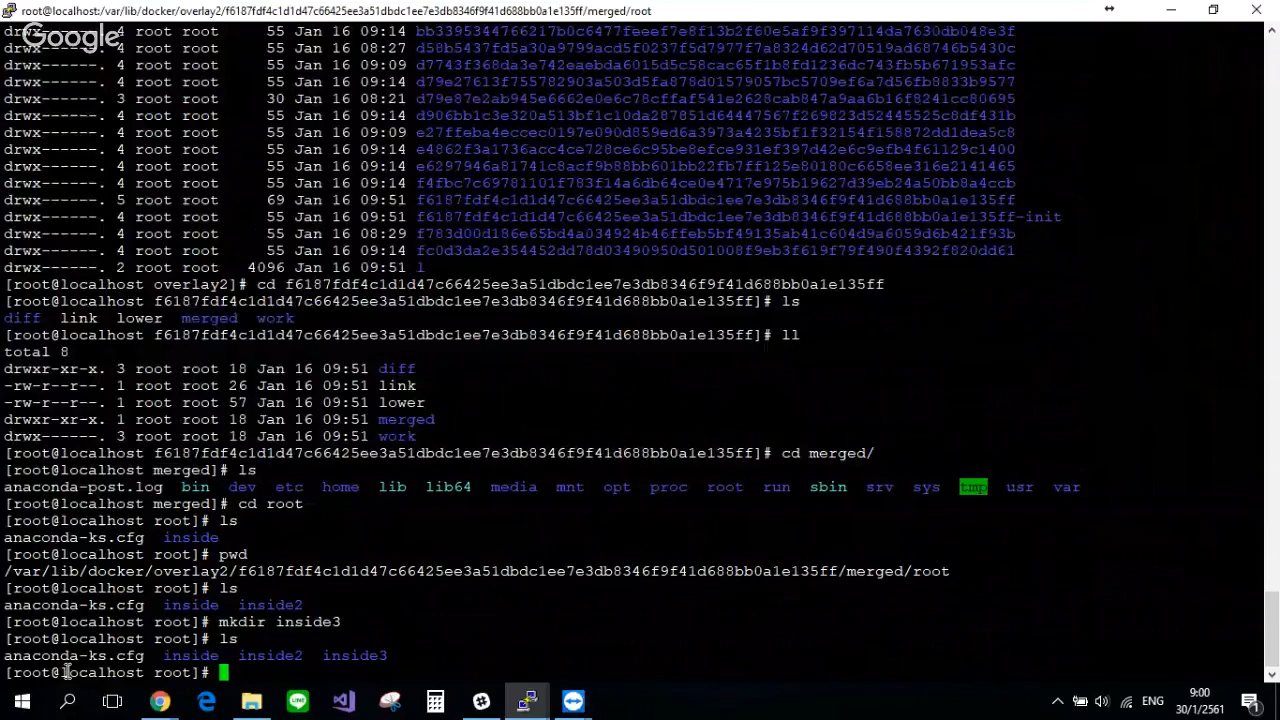 root@localhost/var/lib/docker/overlay2/f6187fdf4c1d1d47c66425ee3a51dbdc1ee7e3db8346f9f41d688bb0a1e135ff/merged/root
Google
drwx------. 4 root root 55 Jan 16 09:14 bb3395344766217b0c6477feeef7e8f13b2f60e5af9f397114da7630db048e3f
drwx------. 4 root root 55 Jan 16 09:14 d58b5437fd5a30a9799acd5f0237f5d7977f7a8324d62d70519ad68746b5430c
drwx------. 4 root root 55 Jan 16 09:09 d7743f368da3e742eaebda6015d5c58cac65f1b8fd1236dc743fb5b671953afc
drwx------. 4 root root 55 Jan 16 09:14 d79e27613f755782903a503d5fa878d01579057bc5709ef6a7d56fb8833b9577
drwx------. 3 root root 30 Jan 16 08:21 d79e87e2ab945e6662e0e6c78cffaf541e2628cab847a9aa6b16f8241cc80695
drwx------. 4 root root 55 Jan 16 09:14 d906bb1c3e320a513bf1c10da287851d64447567f269823d52445525c8df431b
drwx------. 4 root root 55 Jan 16 09:09 e27ffeba4eccec0197e090d859ed6a3973a4235bf1f32154f158872dd1dea5c8
drwx------. 4 root root 55 Jan 16 09:14 e4862f3a1736acc4ce728ce6c95be8efce931ef397d42e6c9efb4f61129c1400
drwx------. 4 root root 55 Jan 16 09:14 e6297946a81741c8acf9b88bb601bb22fb7ff125e80180c6658ee316e2141465
drwx------. 4 root root 55 Jan 16 09:14 f4fbc7c69781101f783f14a6db64ce0e4717e975b19627d39eb24a50bb8a4ccb
drwx------. 5 root root 69 Jan 16 09:51 f6187fdf4c1d1d47c66425ee3a51dbdc1ee7e3db8346f9f41d688bb0a1e135ff
drwx------. 4 root root 55 Jan 16 09:51 f6187fdf4c1d1d47c66425ee3a51dbdc1ee7e3db8346f9f41d688bb0a1e135ff-init
drwx------. 4 root root 55 Jan 16 08:29 f783d00d186e65bd4a034924b46ffeb5bf49135ab41c604d9a6059d6b421f93b
drwx------. 4 root root 55 Jan 16 09:14 fc0d3da2e354452dd78d03490950d501008f9eb3f619f79f490f4392f820dd61
drwx------. 2 root root 4096 Jan 16 09:51 l
[root@localhost overlay2]# cd f6187fdf4c1d1d47c66425ee3a51dbdc1ee7e3db8346f9f41d688bb0a1e135ff
[root@localhost f6187fdf4c1d1d47c66425ee3a51dbdc1ee7e3db8346f9f41d688bb0a1e135ff]# ls
diff link lower merged work
[root@localhost f6187fdf4c1d1d47c66425ee3a51dbdc1ee7e3db8346f9f41d688bb0a1e135ff]# ll
total 8
drwxr-xr-x. 3 root root 18 Jan 16 09:51 diff
-rw-r--r--. 1 root root 26 Jan 16 09:51 link
-rw-r--r--. 1 root root 57 Jan 16 09:51 lower
drwxr-xr-x. 1 root root 18 Jan 16 09:51 merged
drwx------. 3 root root 18 Jan 16 09:51 work
[root@localhost f6187fdf4c1d1d47c66425ee3a51dbdc1ee7e3db8346f9f41d688bb0a1e135ff]# cd merged/
[root@localhost merged]# ls
anaconda-post.log bin dev etc home lib lib64 media mnt opt proc root run sbin srv sys tmp usr var
[root@localhost merged]# cd root
[root@localhost root]# ls
anaconda-ks.cfg inside
[root@localhost root]# pwd
/var/lib/docker/overlay2/f6187fdf4c1d1d47c66425ee3a51dbdc1ee7e3db8346f9f41d688bb0a1e135ff/merged/root
[root@localhost root]# ls
anaconda-ks.cfg inside inside2
[root@localhost root]# mkdir inside3
[root@localhost root]# ls
anaconda-ks.cfg inside inside2 inside3
[root@localhost root]#
ENG
9:00
30/1/2561
1